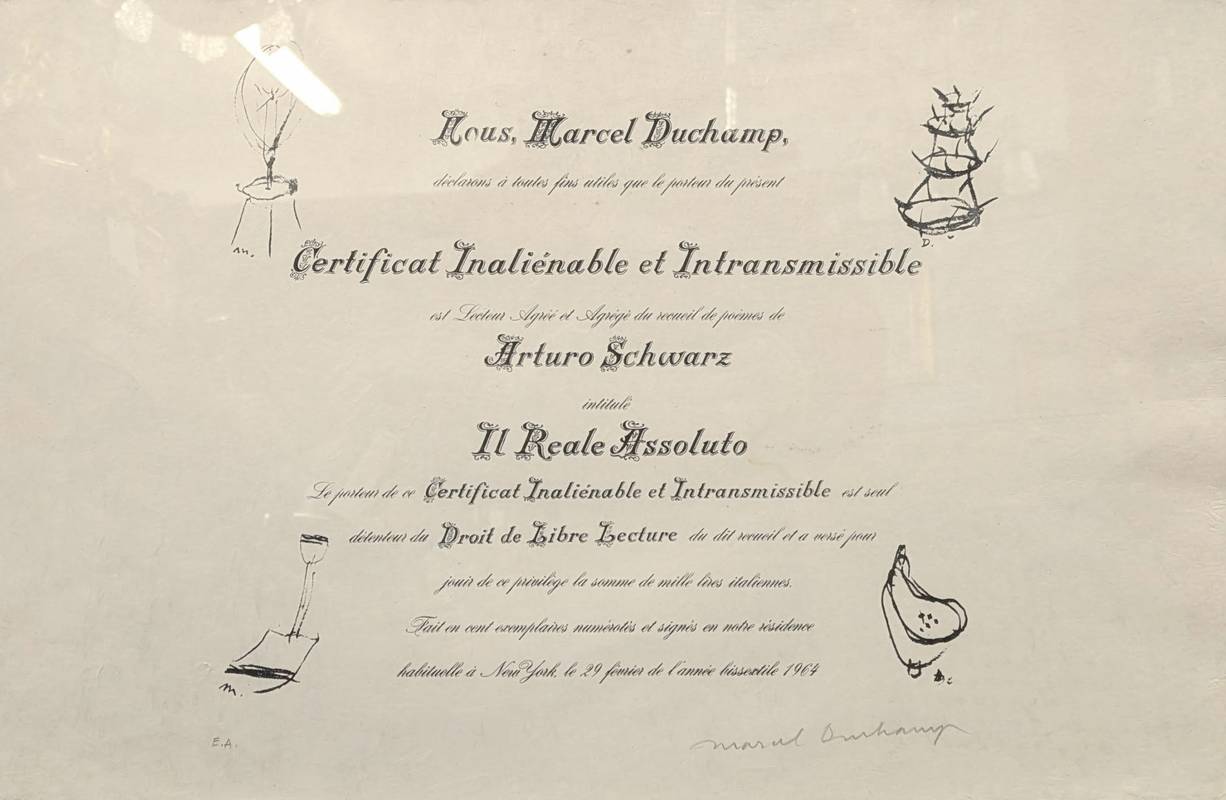 Nous, Marcel Duchamp,
déclarons à toutes fins utiles que le porteur du présent
Certificat Inaliénable et Intransmissible
est Lecteur Agréé et Agrégé du recueil de poèmes de
Arturo Schwarz
intitulé
Il Reale Assoluto
Le porteur de ce Certificat Inaliénable et Intransmissible est seul
détenteur du Droit de Libre Lecture du dit recueil et a versé pour
jouir de ce privilège la somme de mille lires italiennes.
Fait en cent exemplaires numérotés et signés en notre résidence
habituelle à New York, le 29 février de l'année bissextile 1964
M.
D.
M.
E.A.
Marcel Duchamp